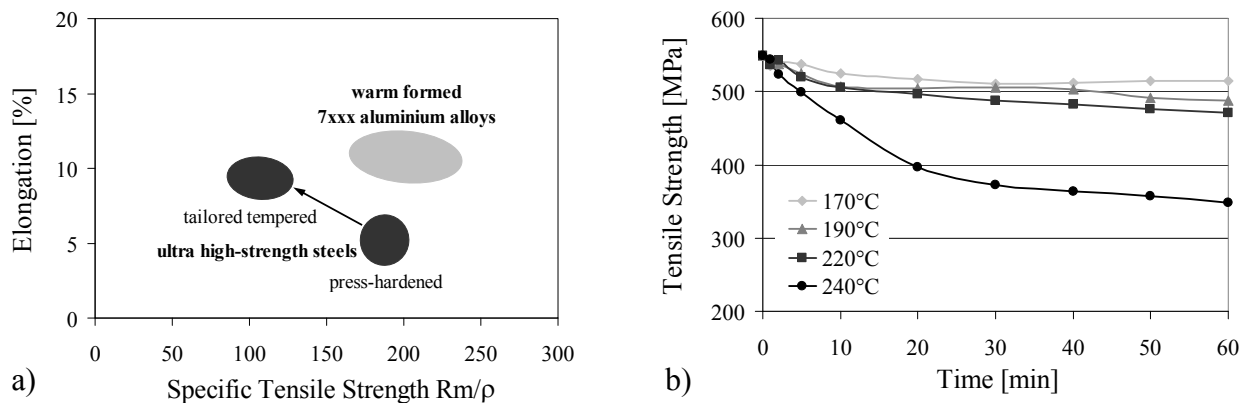 20
15
10
5
0
Elongation [%]
warm formed
7xxx aluminium alloys
tailored tempered
ultra high-strength steels
press-hardened
0 50 100 150 200 250 300
Specific Tensile Strength Rm/ρ
a)
600
500
400
300
200
Tensile Strength [MPa]
170°C
190°C
220°C
240°C
0 10 20 30 40 50 60
Time [min]
b)